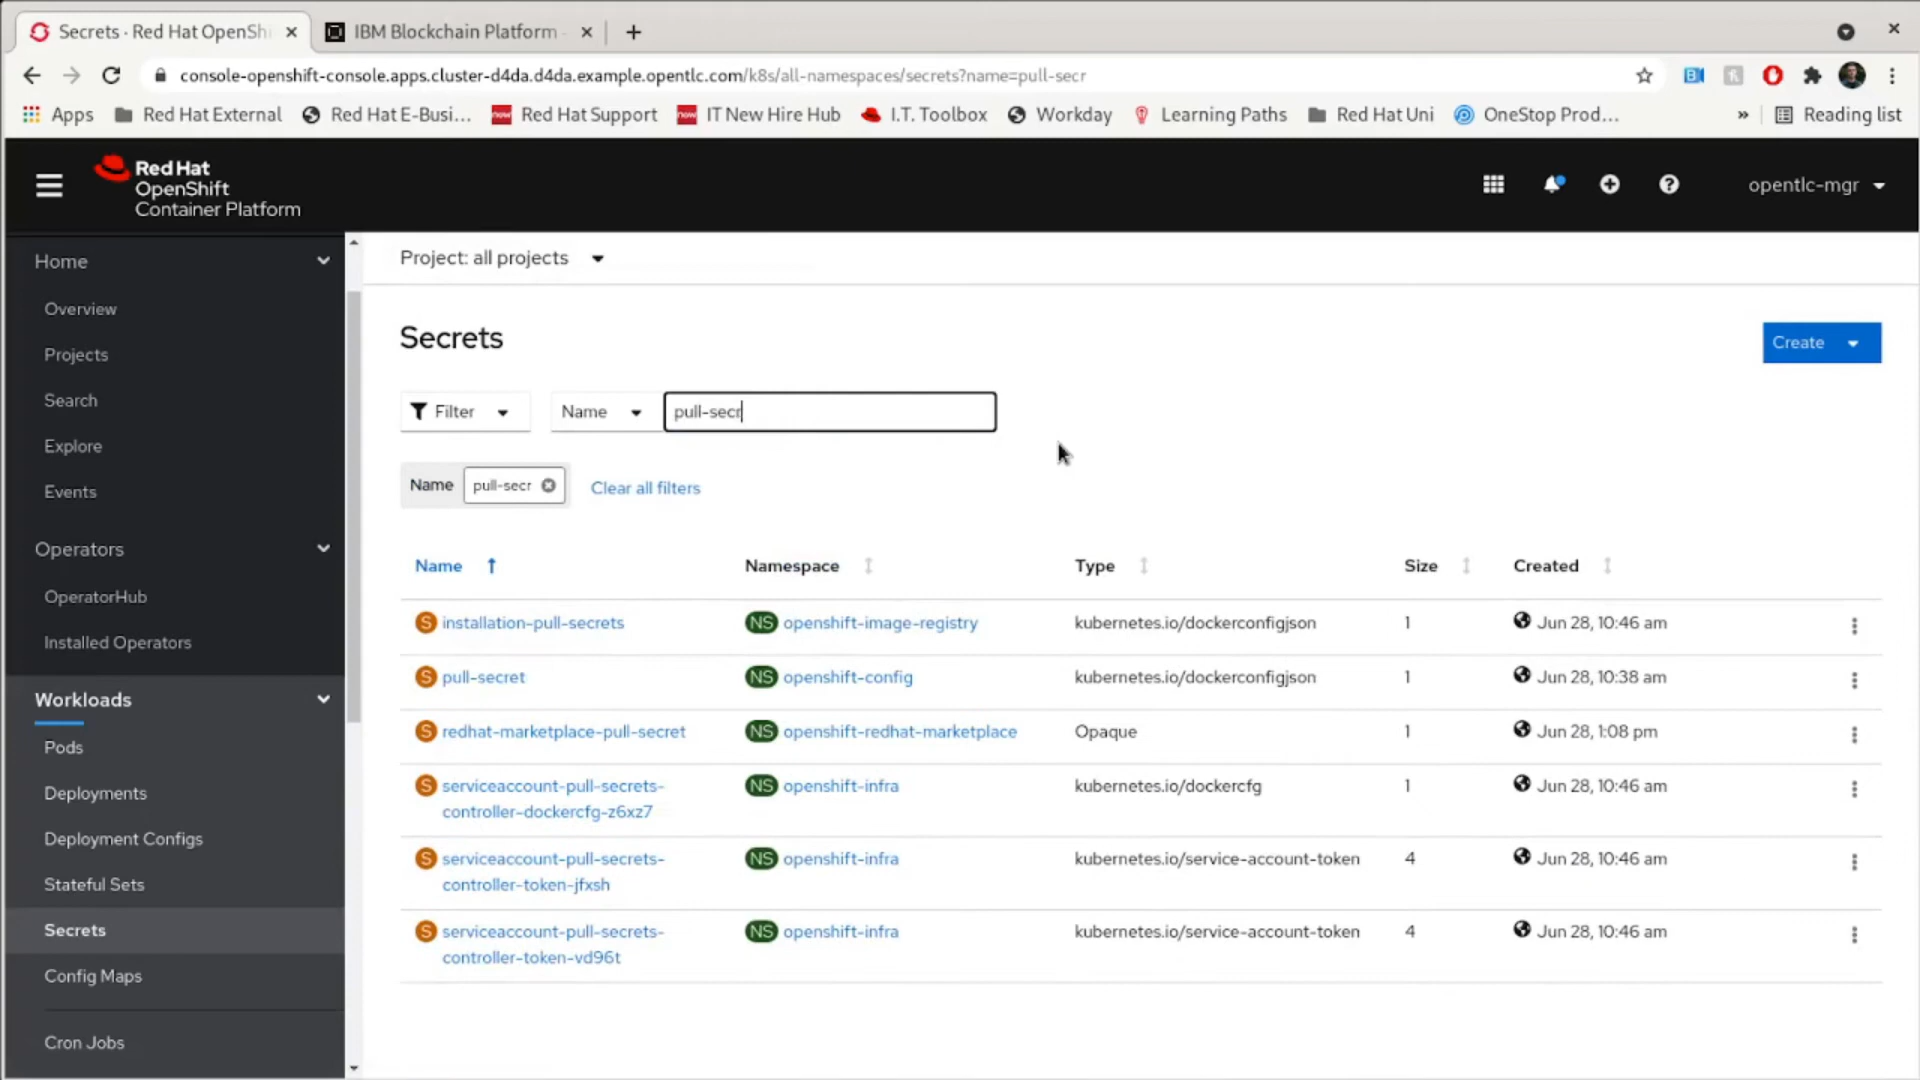 Secrets · Red Hat OpenSh
IBM Blockchain Platform
console-openshift-console.apps.cluster-d4da.d4da.example.opentlc.com/k8s/all-namespaces/secrets?name=pull-secr
Apps
Red Hat External
Red Hat E-Busi...
now
Red Hat Support
now
IT New Hire Hub
I.T. Toolbox
Workday
Learning Paths
Red Hat Uni
OneStop Prod...
»
Reading list
Red Hat
OpenShift
Container Platform
opentlc-mgr
Home
Overview
Projects
Search
Explore
Events
Operators
OperatorHub
Installed Operators
Workloads
Pods
Deployments
Deployment Configs
Stateful Sets
Secrets
Config Maps
Cron Jobs
Project: all projects
Secrets
Create
Filter
Name
pull-secr
Name pull-secr
Clear all filters
Name Namespace Type Size Created
S installation-pull-secrets NS openshift-image-registry kubernetes.io/dockerconfigjson 1 Jun 28, 10:46 am
S pull-secret NS openshift-config kubernetes.io/dockerconfigjson 1 Jun 28, 10:38 am
S redhat-marketplace-pull-secret NS openshift-redhat-marketplace Opaque 1 Jun 28, 1:08 pm
S serviceaccount-pull-secrets- NS openshift-infra kubernetes.io/dockercfg 1 Jun 28, 10:46 am
controller-dockercfg-z6xz7
S serviceaccount-pull-secrets- NS openshift-infra kubernetes.io/service-account-token 4 Jun 28, 10:46 am
controller-token-jfxsh
S serviceaccount-pull-secrets- NS openshift-infra kubernetes.io/service-account-token 4 Jun 28, 10:46 am
controller-token-vd96t